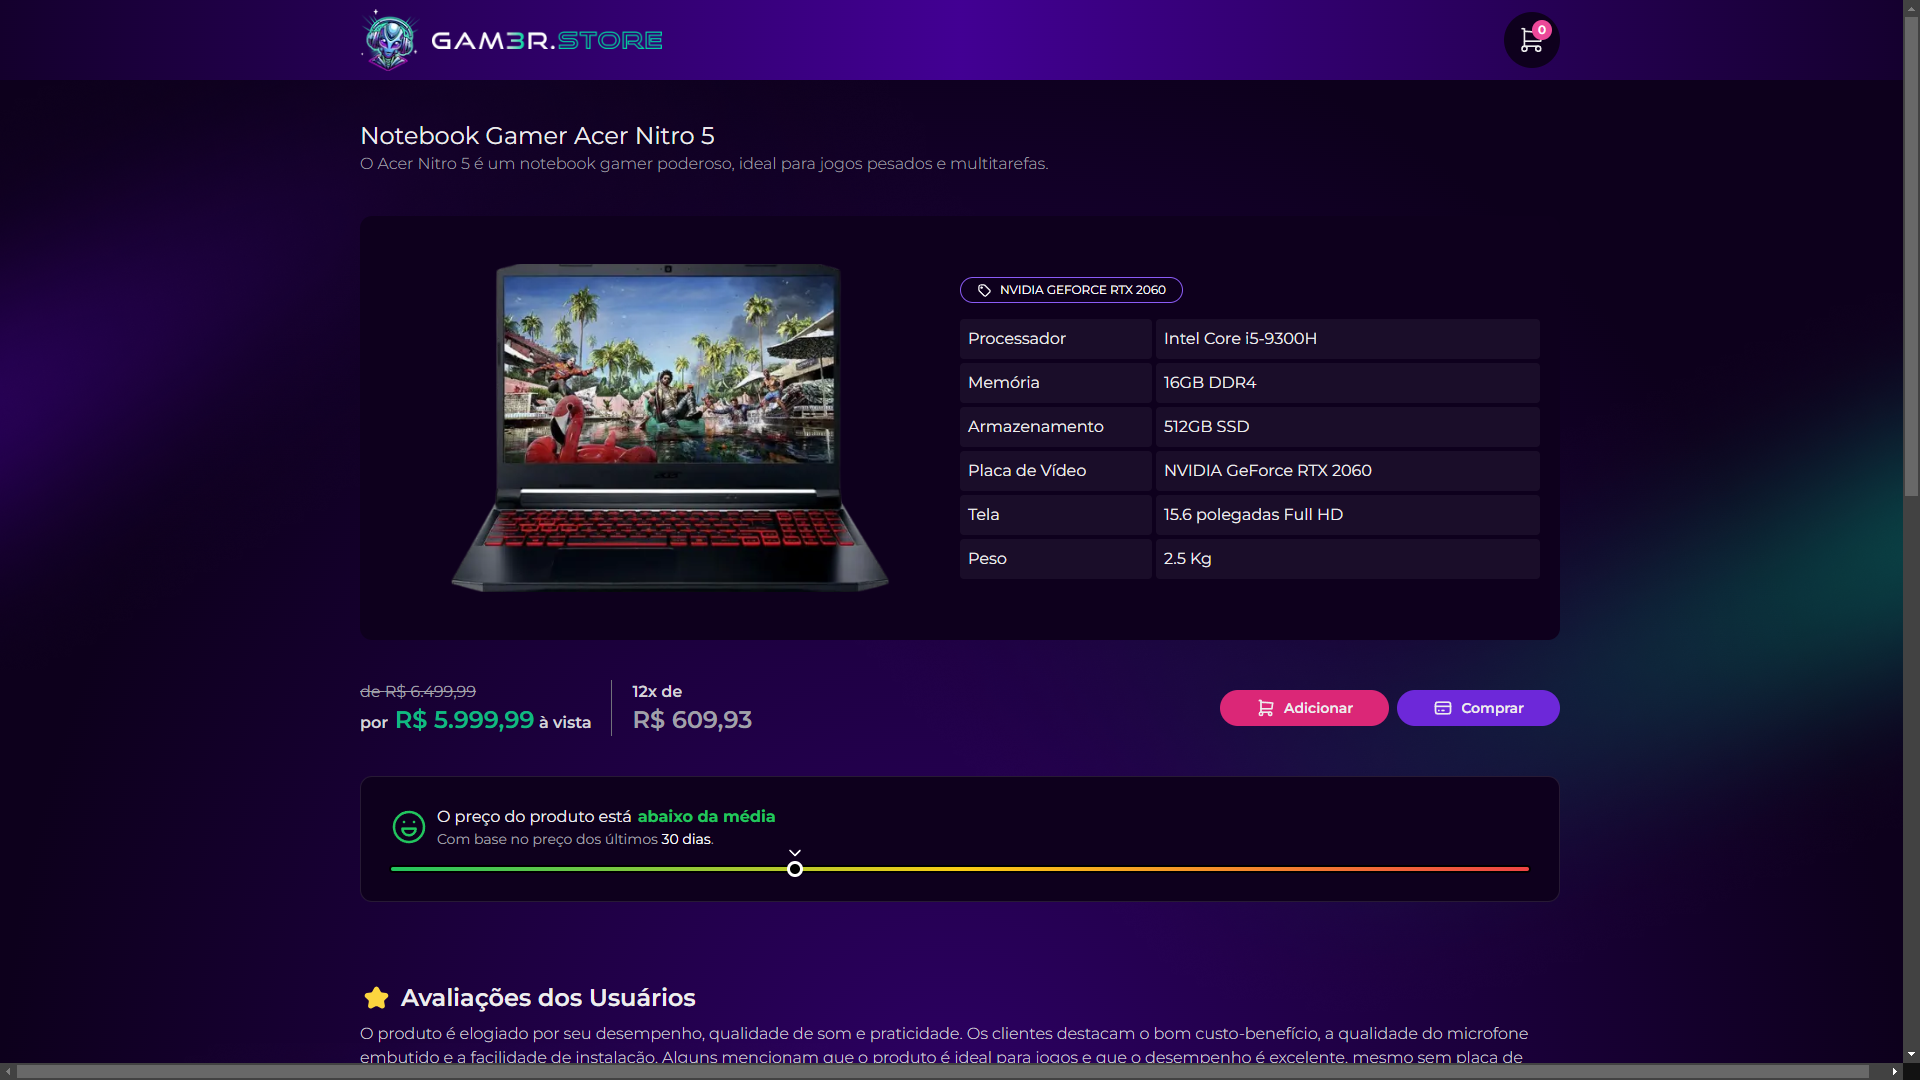 GAM3R.STORE
0
Notebook Gamer Acer Nitro 5
O Acer Nitro 5 é um notebook gamer poderoso, ideal para jogos pesados e multitarefas.
NVIDIA GEFORCE RTX 2060
Processador Intel Core i5-9300H
Memória 16GB DDR4
Armazenamento 512GB SSD
Placa de Vídeo NVIDIA GeForce RTX 2060
Tela 15.6 polegadas Full HD
Peso 2.5 Kg
de R$ 6.499,99
por R$ 5.999,99 à vista
12x de
R$ 609,93
Adicionar
Comprar
O preço do produto está abaixo da média
Com base no preço dos últimos 30 dias.
Avaliações dos Usuários
O produto é elogiado por seu desempenho, qualidade de som e praticidade. Os clientes destacam o bom custo-benefício, a qualidade do microfone
embutido e a facilidade de instalação. Alguns mencionam que o produto é ideal para jogos e que o desempenho é excelente, mesmo sem placa de